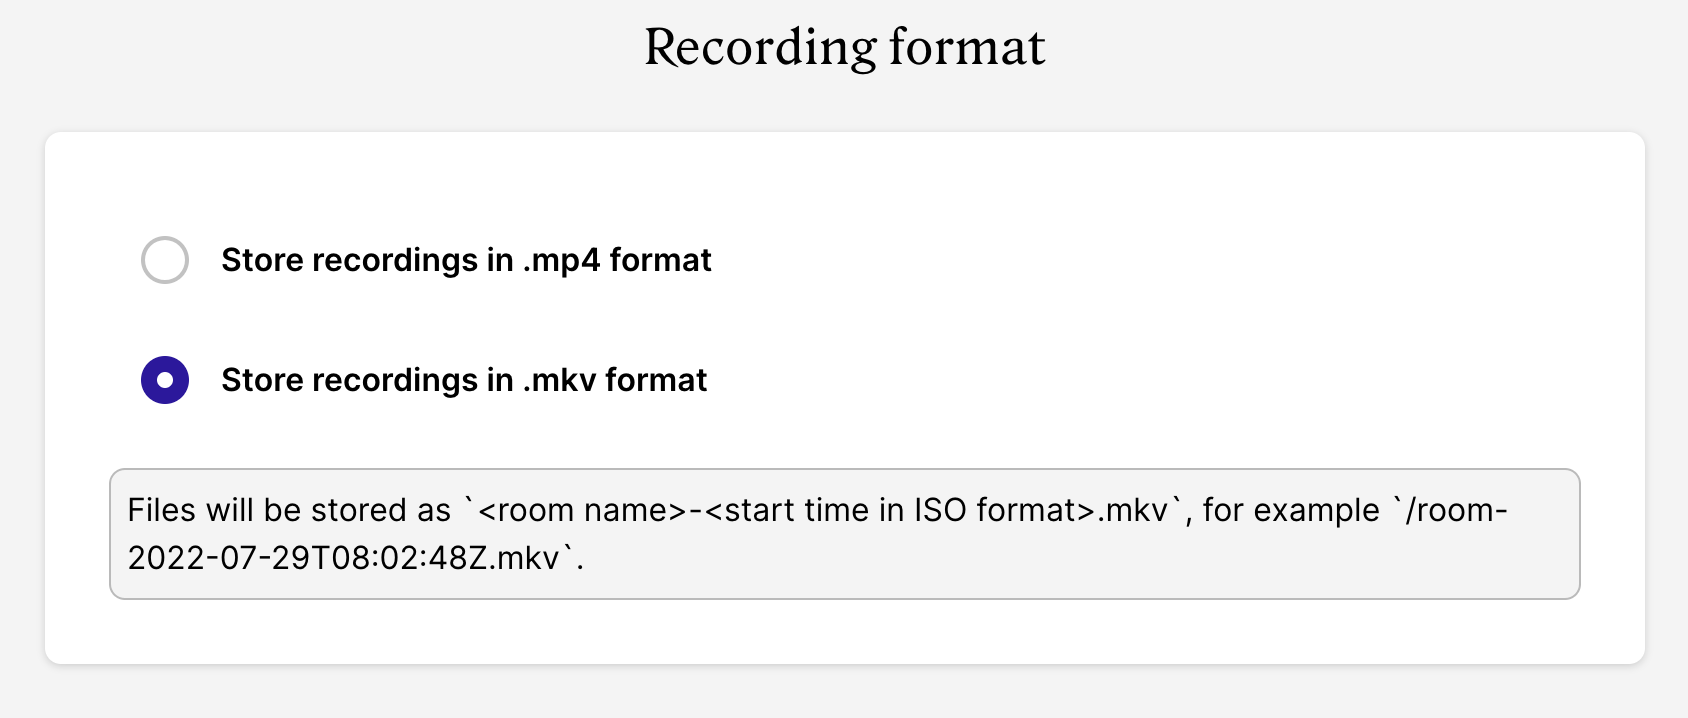 Recording format
Store recordings in .mp4 format
Store recordings in .mkv format
Files will be stored as `<room name>-<start time in ISO format>.mkv`, for example `/room-
2022-07-29T08:02:48Z.mkv`.